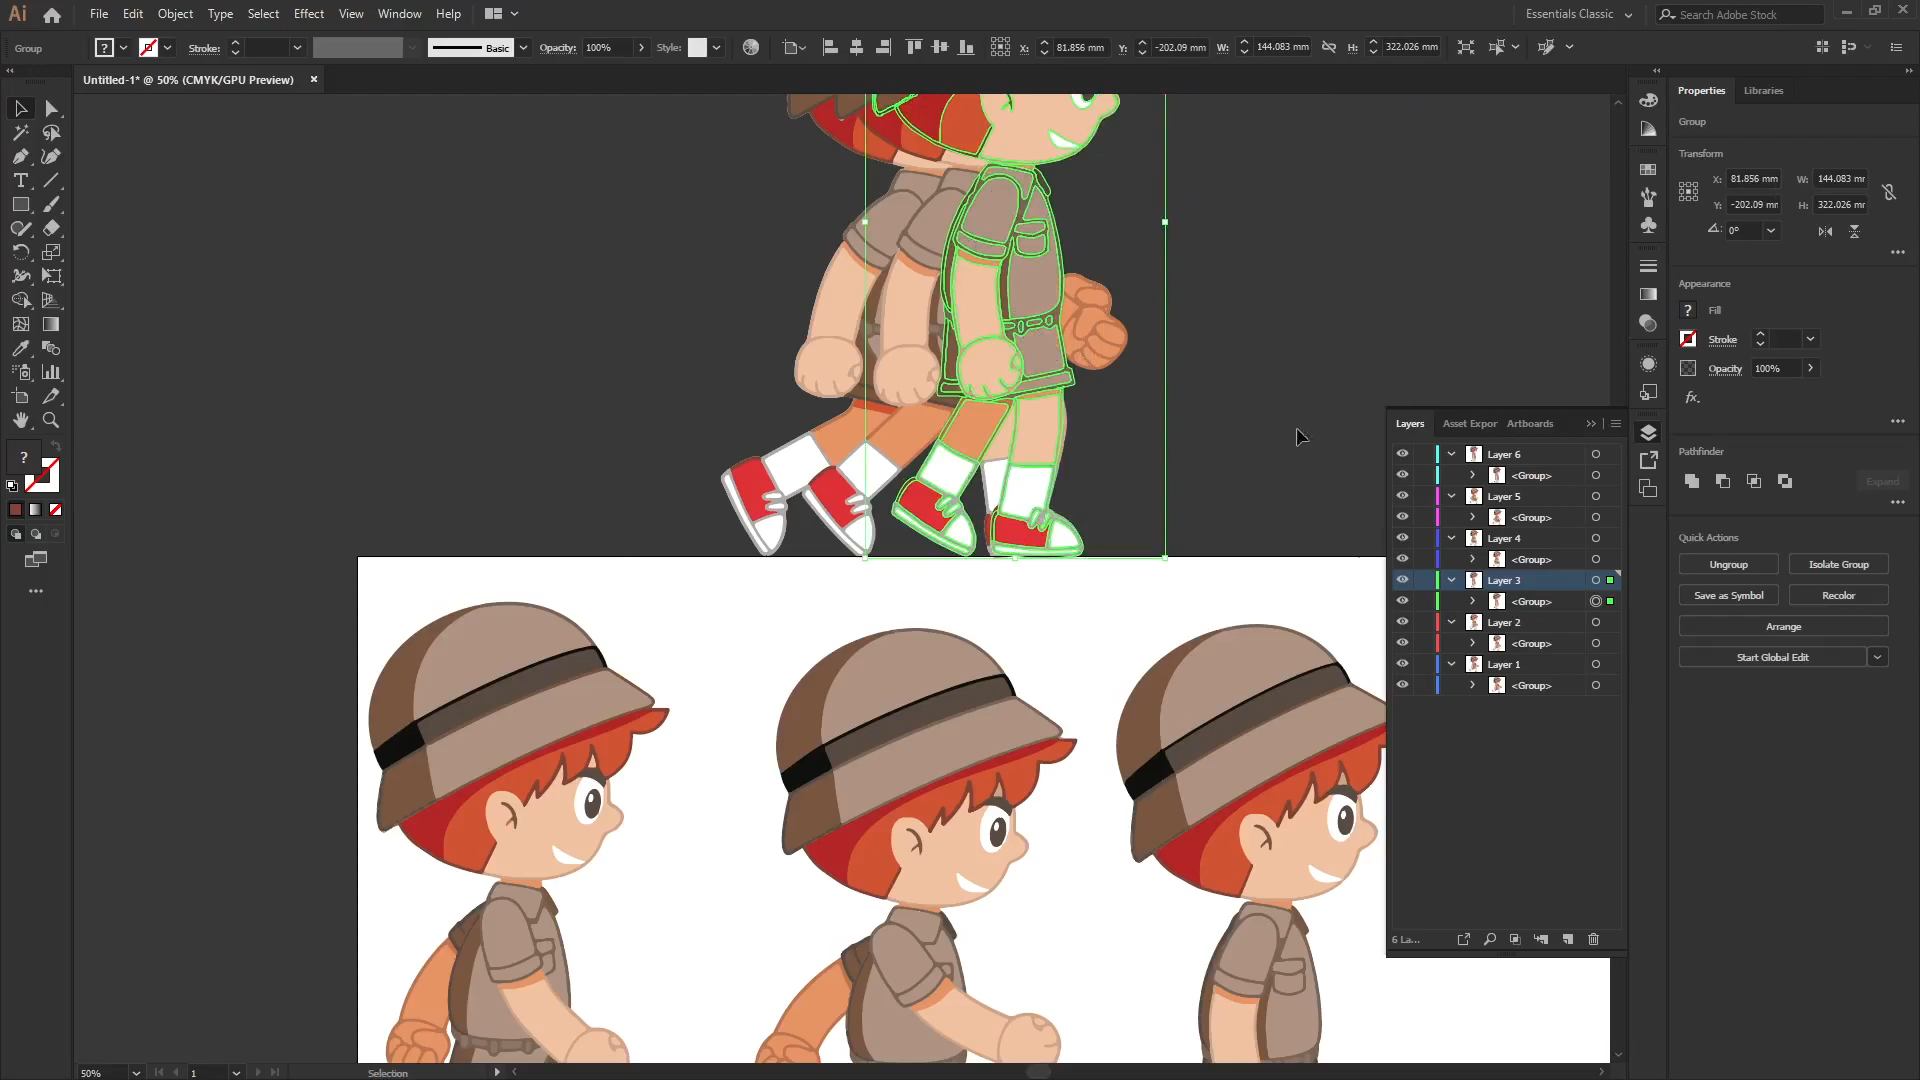 Ai File Edit Object Type Select Effect View Window Help Essentials Classic Search Adobe Stock
Group ? Stroke: Basic Opacity: 100% Style: X: 81.856 mm Y: -202.09 mm W: 144.083 mm H: 322.026 mm
Untitled-1* @ 50% (CMYK/GPU Preview) ×
Properties Libraries
Group
Transform
X: 81.856 mm W: 144.083 mr
Y: -202.09 mm H: 322.026 mr
0°
Appearance
? Fill
Stroke
Opacity 100%
fx.
Layers Asset Expor Artboards
Layer 6
<Group>
Layer 5
<Group>
Layer 4
<Group>
Layer 3
<Group>
Layer 2
<Group>
Layer 1
<Group>
6 La...
Pathfinder
Expand
Quick Actions
Ungroup Isolate Group
Save as Symbol Recolor
Arrange
Start Global Edit
?
50% 1 Selection